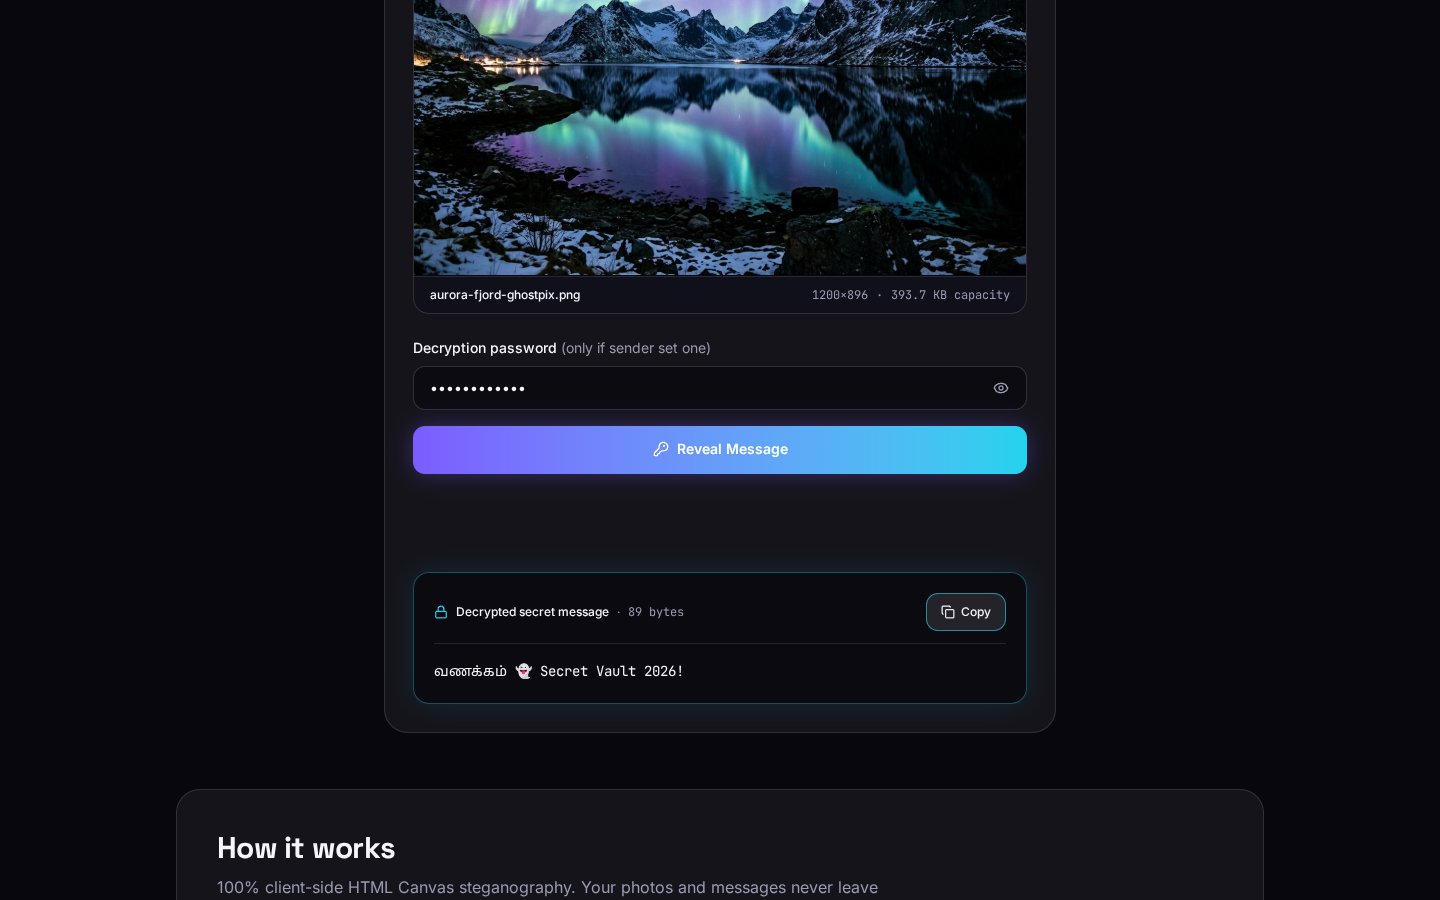 aurora-fjord-ghostpix.png
1200×896 · 393.7 KB capacity
Decryption password (only if sender set one)
••••••••••••
Reveal Message
Decrypted secret message · 89 bytes
Copy
வணக்கம் 👻 Secret Vault 2026!
How it works
100% client-side HTML Canvas steganography. Your photos and messages never leave